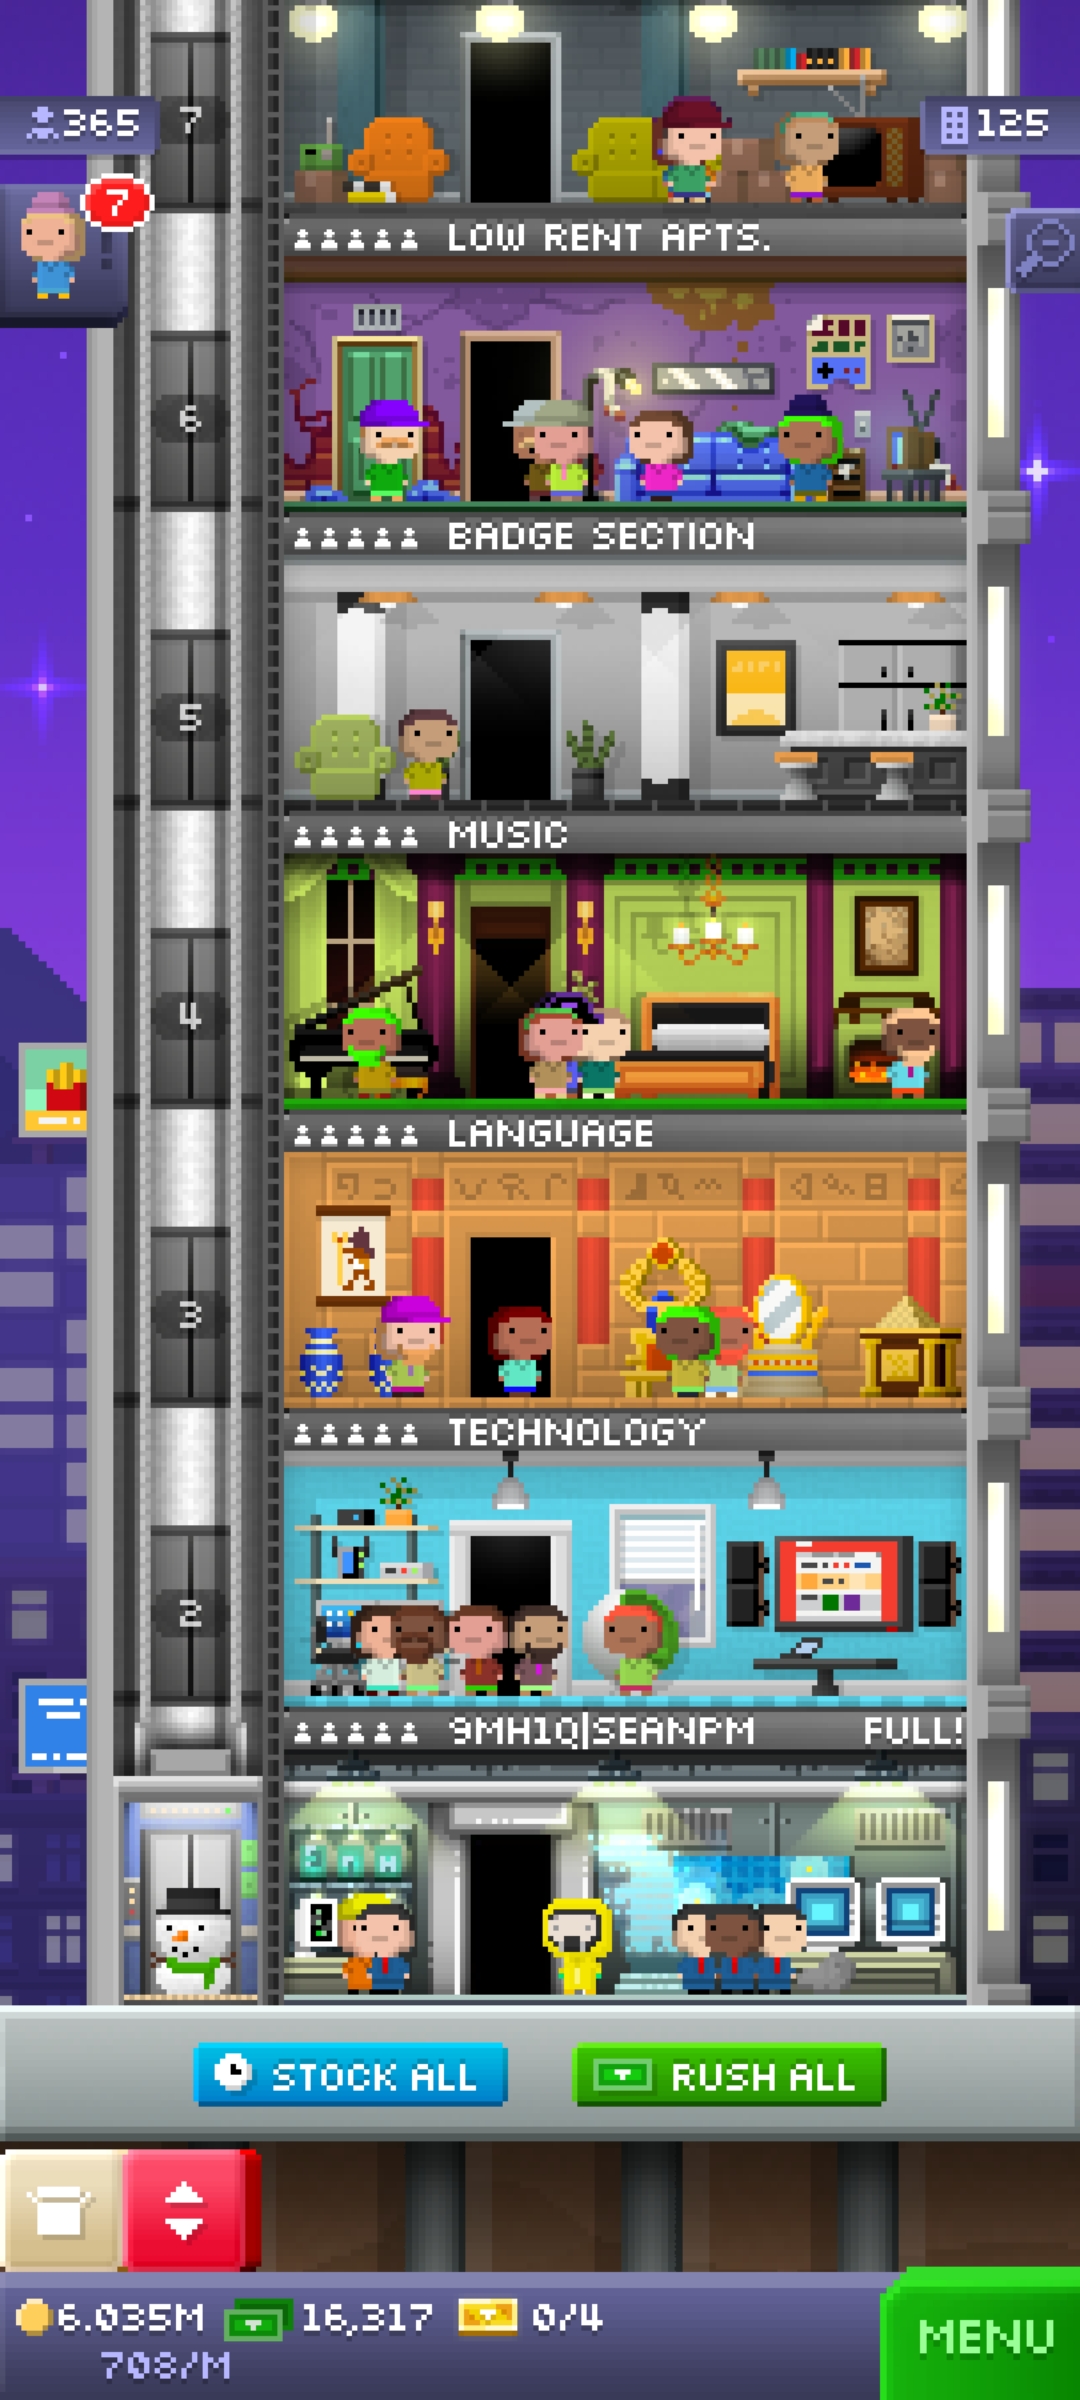 7
365
125
7
LOW RENT APTS.
6
BADGE SECTION
5
MUSIC
4
LANGUAGE
3
TECHNOLOGY
2
9MH1Q|SEANPM FULL!
STOCK ALL
RUSH ALL
6.035M 16,317 0/4
708/M
MENU